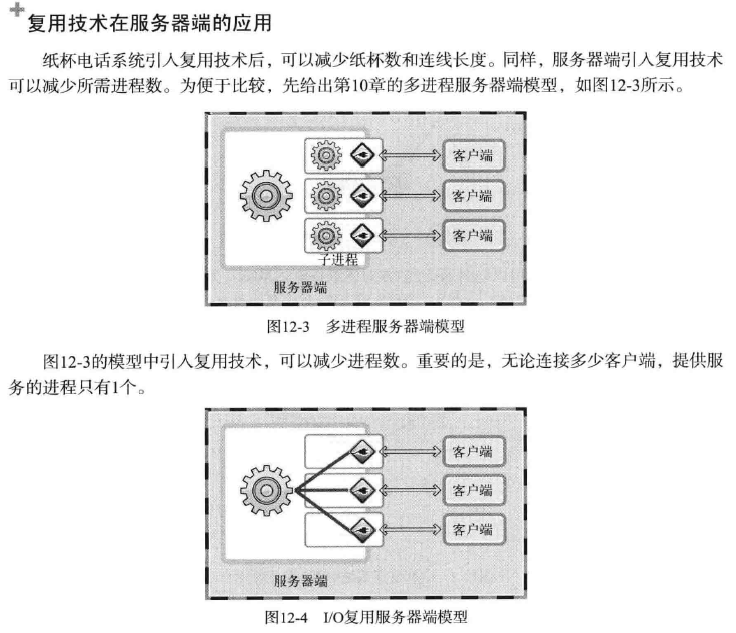 复用技术在服务器端的应用
纸杯电话系统引入复用技术后，可以减少纸杯数和连线长度。同样，服务器端引入复用技术
可以减少所需进程数。为便于比较，先给出第10章的多进程服务器端模型，如图12-3所示。
客户端
客户端
客户端
子进程
服务器端
图12-3 多进程服务器端模型
图12-3的模型中引入复用技术，可以减少进程数。重要的是，无论连接多少客户端，提供服
务的进程只有1个。
客户端
客户端
客户端
服务器端
图12-4 I/O复用服务器端模型